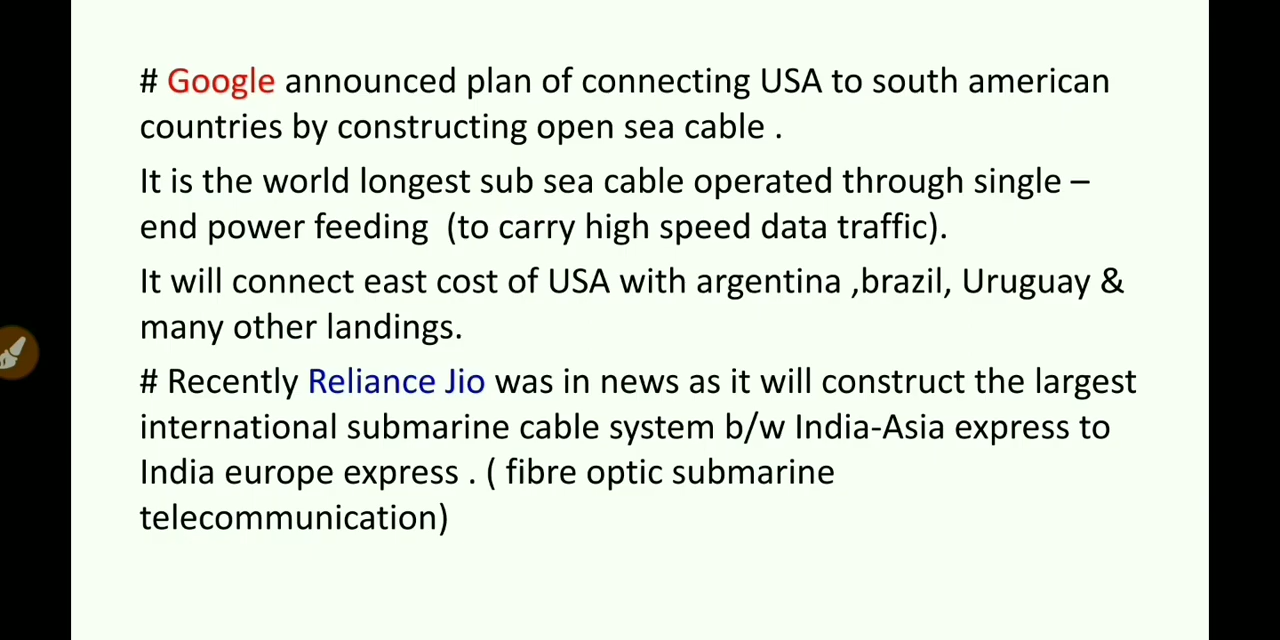 # Google announced plan of connecting USA to south american
countries by constructing open sea cable .
It is the world longest sub sea cable operated through single –
end power feeding  (to carry high speed data traffic).
It will connect east cost of USA with argentina ,brazil, Uruguay &
many other landings.
# Recently Reliance Jio was in news as it will construct the largest
international submarine cable system b/w India-Asia express to
India europe express . ( fibre optic submarine
telecommunication)